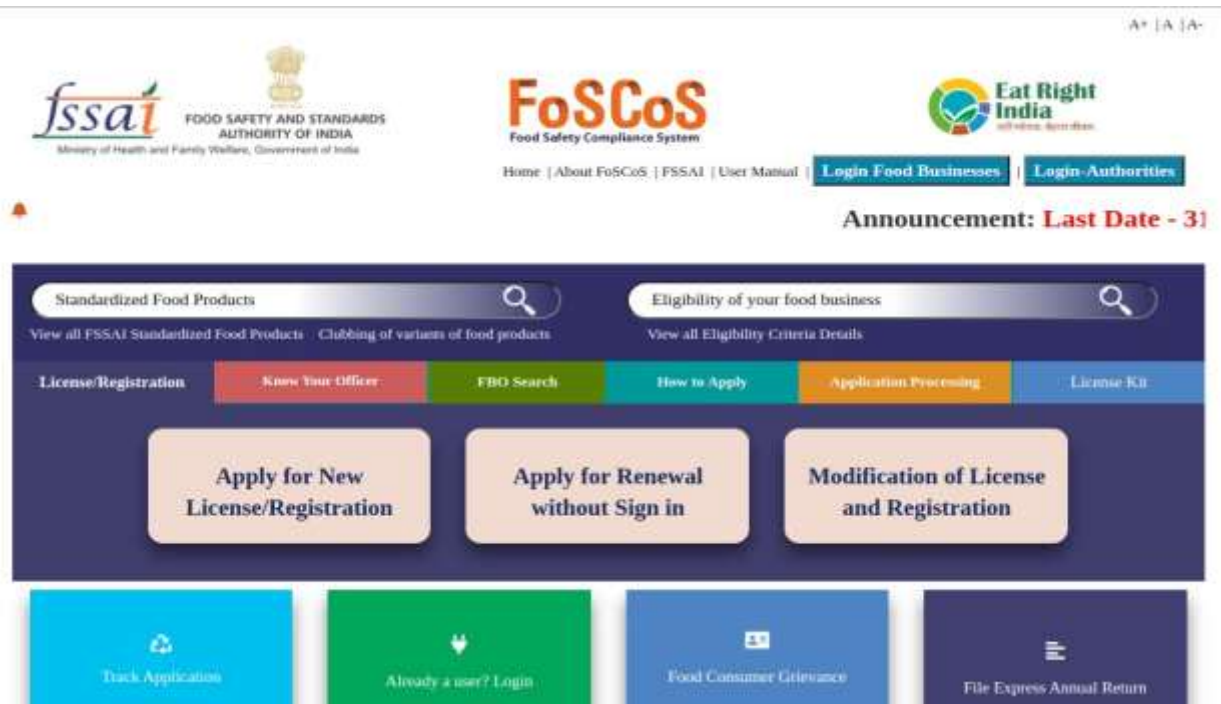 A+ | A | A-
fssai
FOOD SAFETY AND STANDARDS
AUTHORITY OF INDIA
Ministry of Health and Family Welfare, Government of India
FoSCoS
Food Safety Compliance System
Eat Right
India
Home | About FoSCoS | FSSAI | User Manual | Login Food Businesses | Login-Authorities
Announcement: Last Date - 31
Standardized Food Products
Eligibility of your food business
View all FSSAI Standardized Food Products Clubbing of variants of food products
View all Eligibility Criteria Details
License/Registration
Know Your Officer
FBO Search
How to Apply
Application Processing
License Kit
Apply for New
License/Registration
Apply for Renewal
without Sign in
Modification of License
and Registration
Track Application
Already a user? Login
Food Consumer Grievance
File Express Annual Return